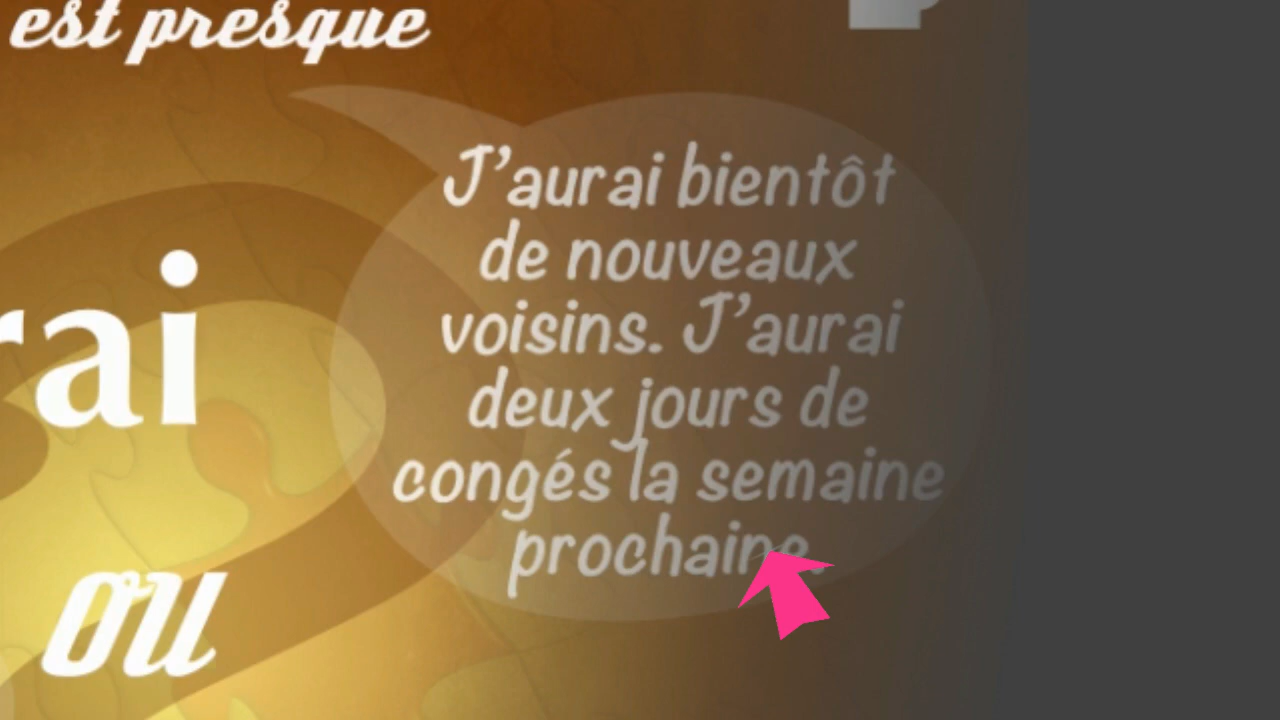 est presque
J'aurai bientôt
de nouveaux
voisins. J'aurai
deux jours de
congés la semaine
prochaine.
rai
ou